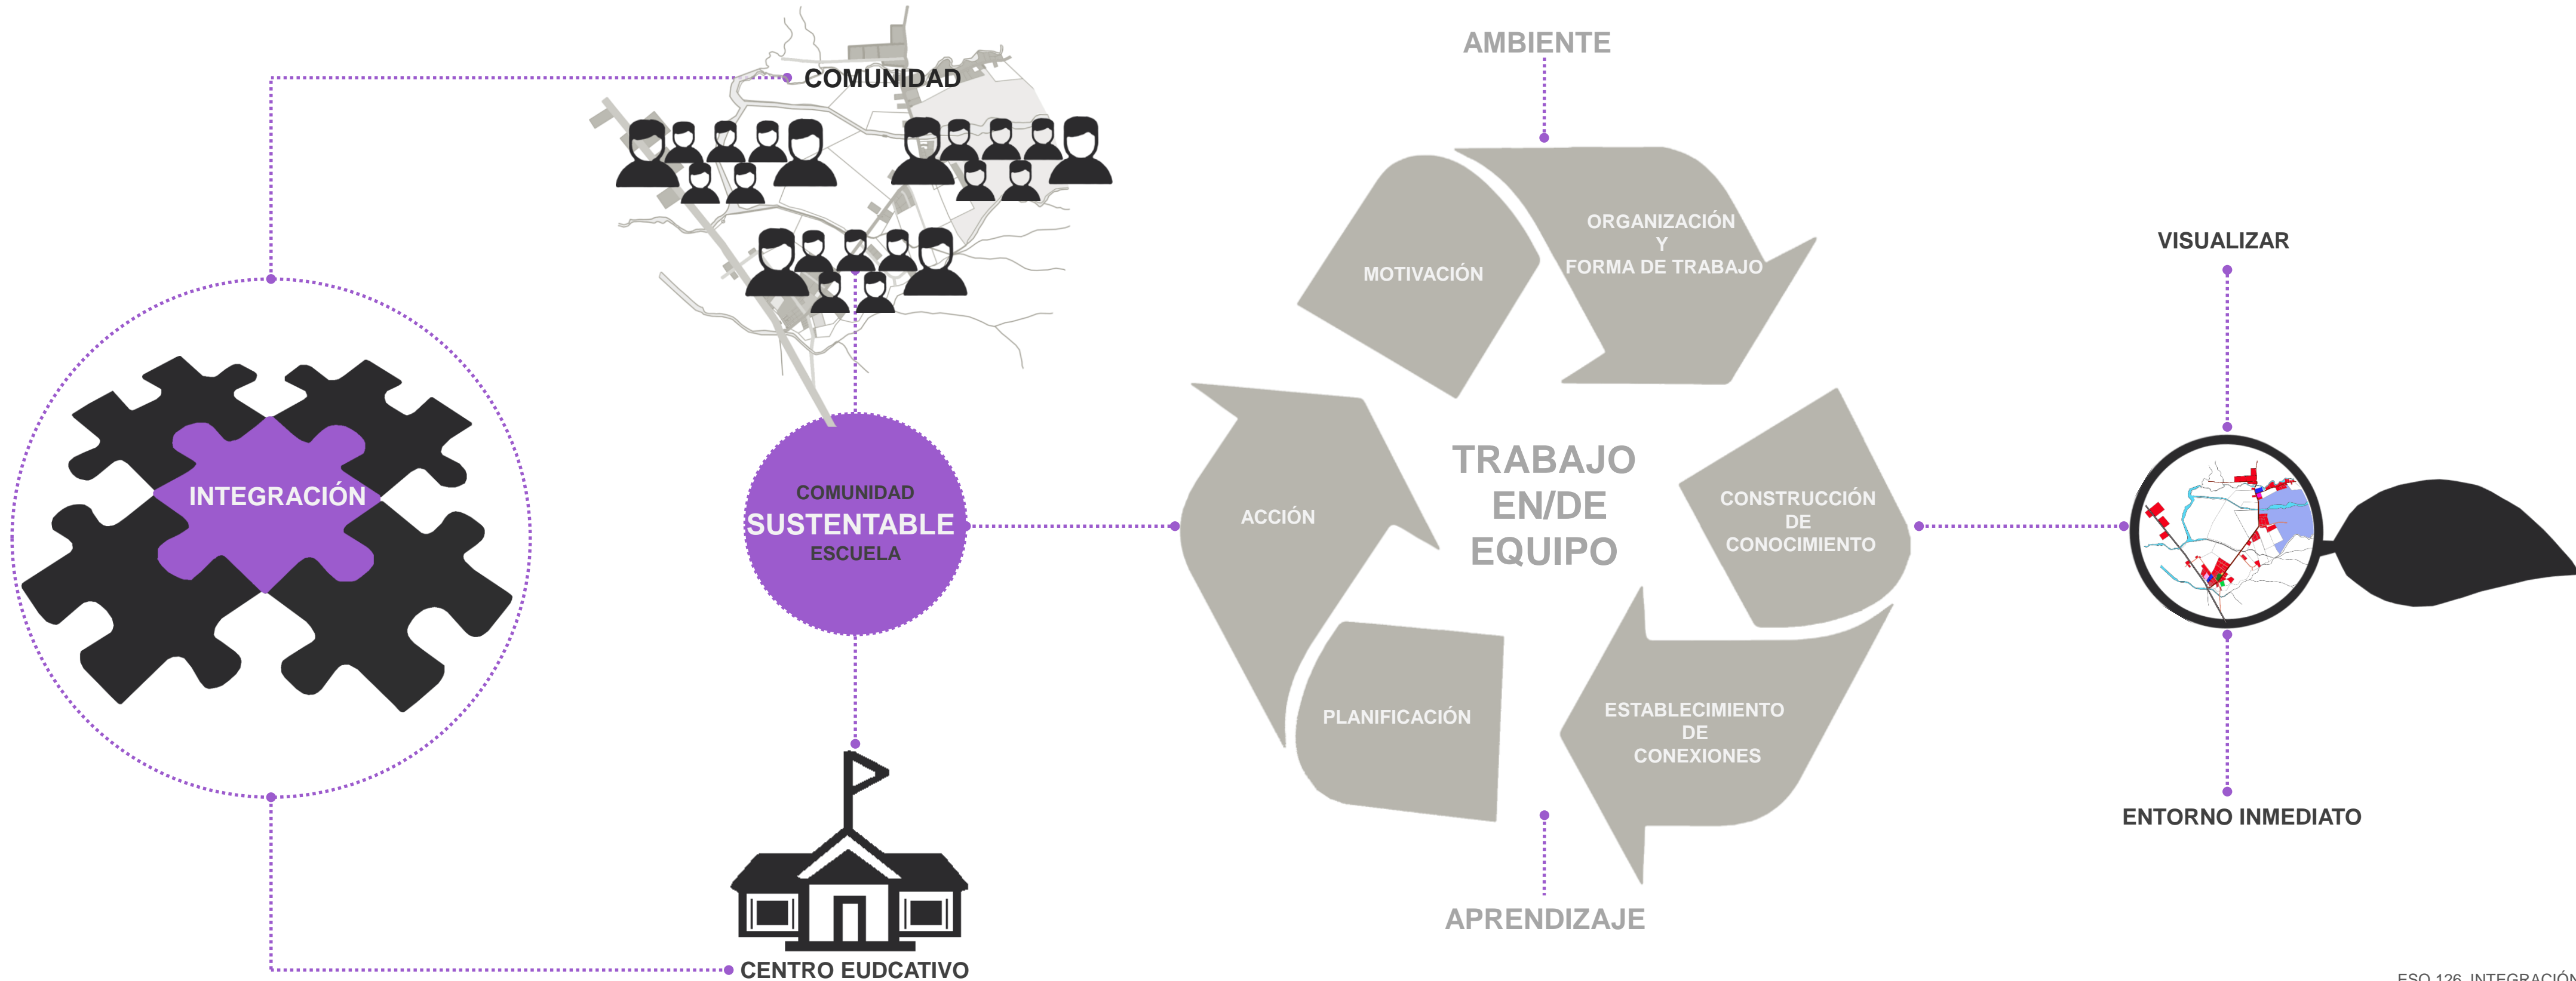 COMUNIDAD
INTEGRACIÓN
COMUNIDAD
SUSTENTABLE
ESCUELA
CENTRO EUDCATIVO
AMBIENTE
MOTIVACIÓN
ORGANIZACIÓN
Y
FORMA DE TRABAJO
ACCIÓN
TRABAJO
EN/DE
EQUIPO
CONSTRUCCIÓN
DE
CONOCIMIENTO
PLANIFICACIÓN
ESTABLECIMIENTO
DE
CONEXIONES
APRENDIZAJE
VISUALIZAR
ENTORNO INMEDIATO